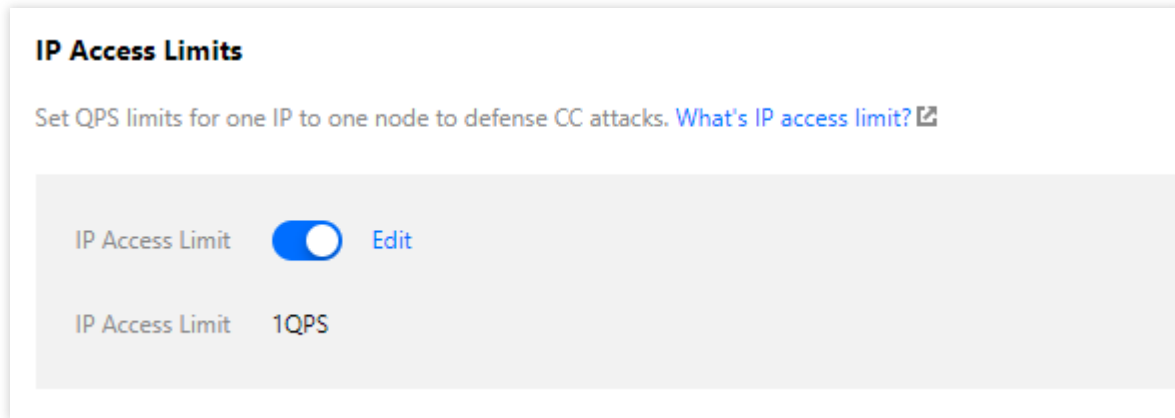 IP Access Limits
Set QPS limits for one IP to one node to defense CC attacks. What's IP access limit?
IP Access Limit Edit
IP Access Limit 1QPS